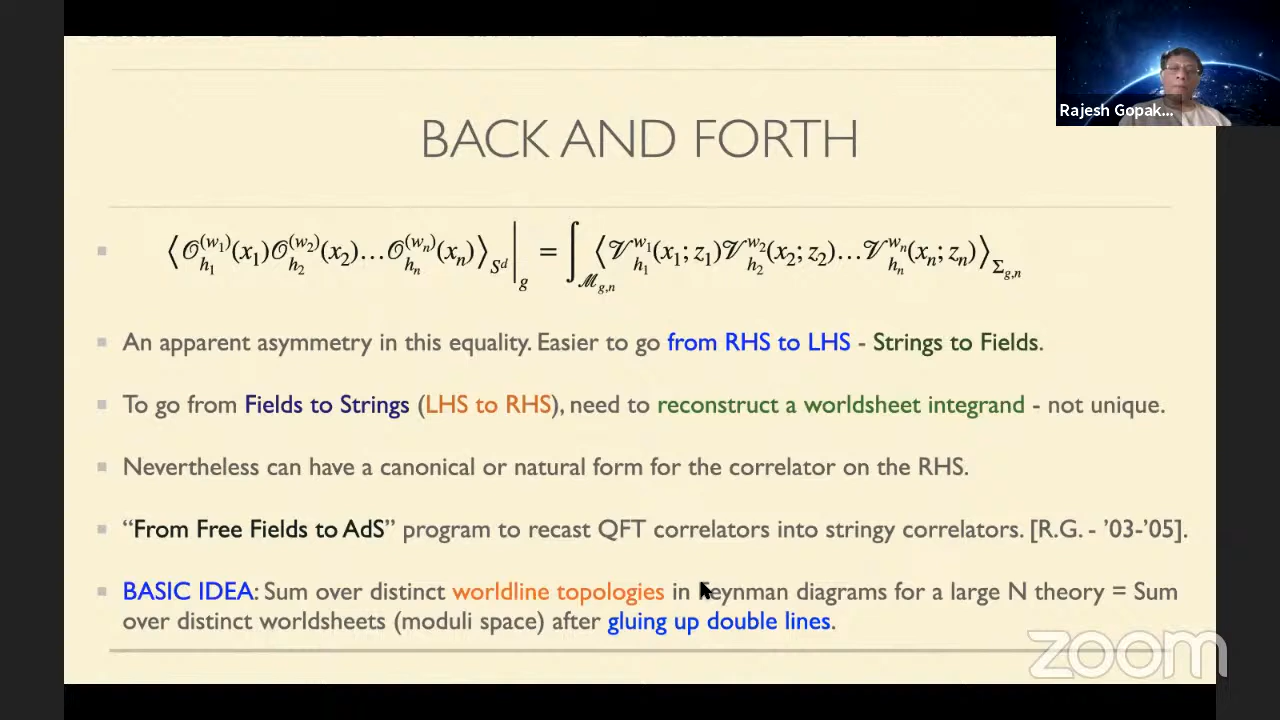 Rajesh Gopak...
BACK AND FORTH
⟨𝒪_{h_1}^{(w_1)}(x_1)𝒪_{h_2}^{(w_2)}(x_2)…𝒪_{h_n}^{(w_n)}(x_n)⟩_{S^d}|_g = ∫_{ℳ_{g,n}} ⟨𝒱_{h_1}^{w_1}(x_1; z_1)𝒱_{h_2}^{w_2}(x_2; z_2)…𝒱_{h_n}^{w_n}(x_n; z_n)⟩_{Σ_{g,n}}
An apparent asymmetry in this equality. Easier to go from RHS to LHS - Strings to Fields.
To go from Fields to Strings (LHS to RHS), need to reconstruct a worldsheet integrand - not unique.
Nevertheless can have a canonical or natural form for the correlator on the RHS.
“From Free Fields to AdS” program to recast QFT correlators into stringy correlators. [R.G. - ’03-’05].
BASIC IDEA: Sum over distinct worldline topologies in Feynman diagrams for a large N theory = Sum
over distinct worldsheets (moduli space) after gluing up double lines.
zoom